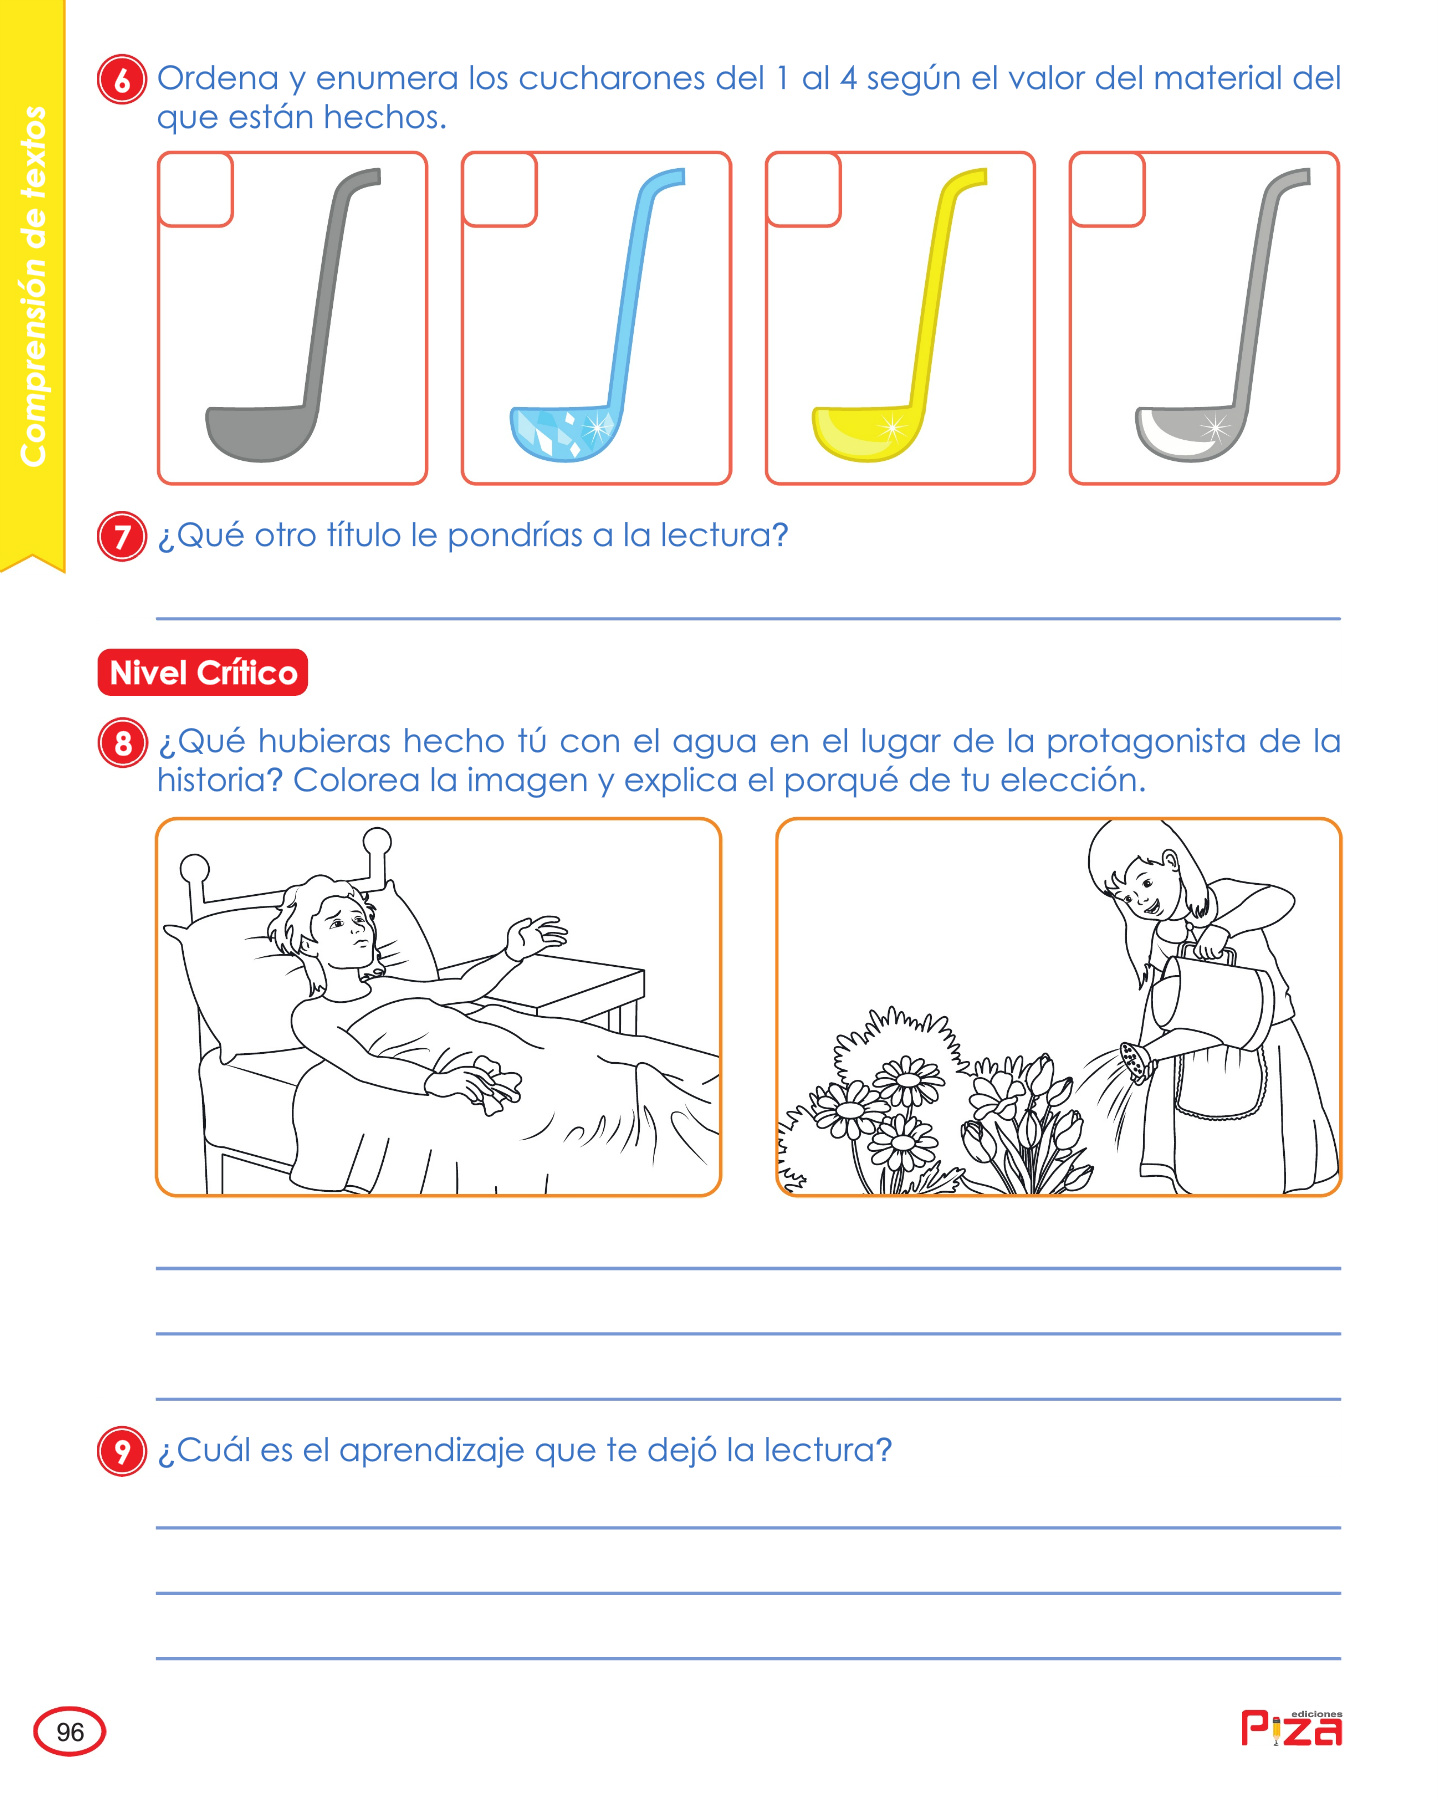 Comprensión de textos
6 Ordena y enumera los cucharones del 1 al 4 según el valor del material del
que están hechos.
7 ¿Qué otro título le pondrías a la lectura?
Nivel Crítico
8 ¿Qué hubieras hecho tú con el agua en el lugar de la protagonista de la
historia? Colorea la imagen y explica el porqué de tu elección.
9 ¿Cuál es el aprendizaje que te dejó la lectura?
96
ediciones
Piza